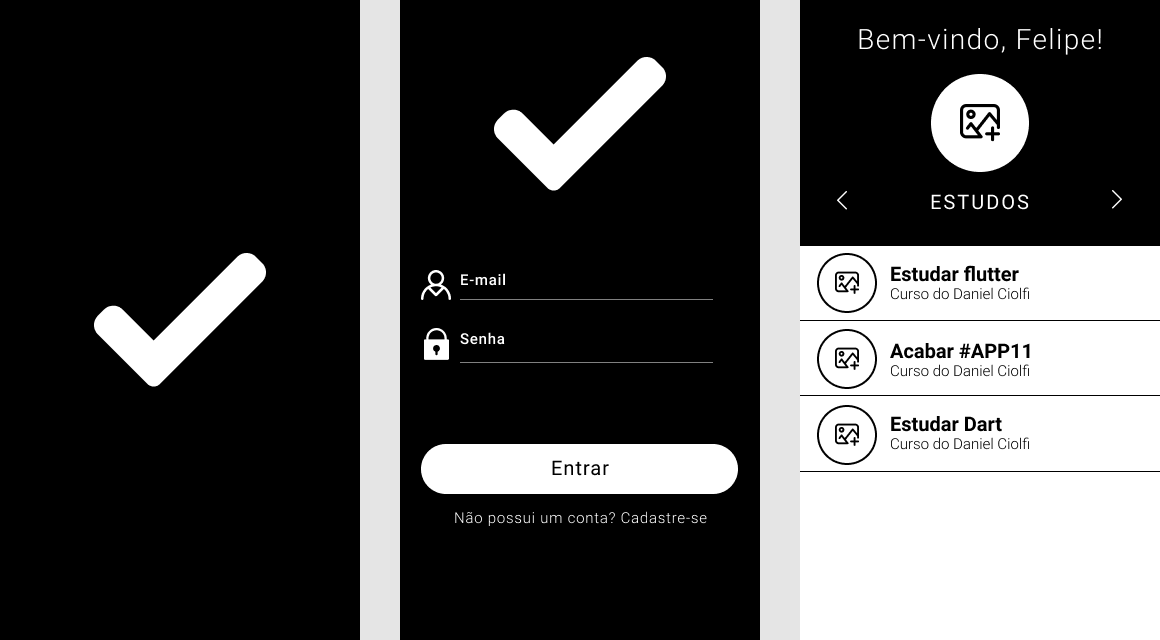 E-mail
Senha
Entrar
Não possui um conta? Cadastre-se
Bem-vindo, Felipe!
ESTUDOS
Estudar flutter
Curso do Daniel Ciolfi
Acabar #APP11
Curso do Daniel Ciolfi
Estudar Dart
Curso do Daniel Ciolfi